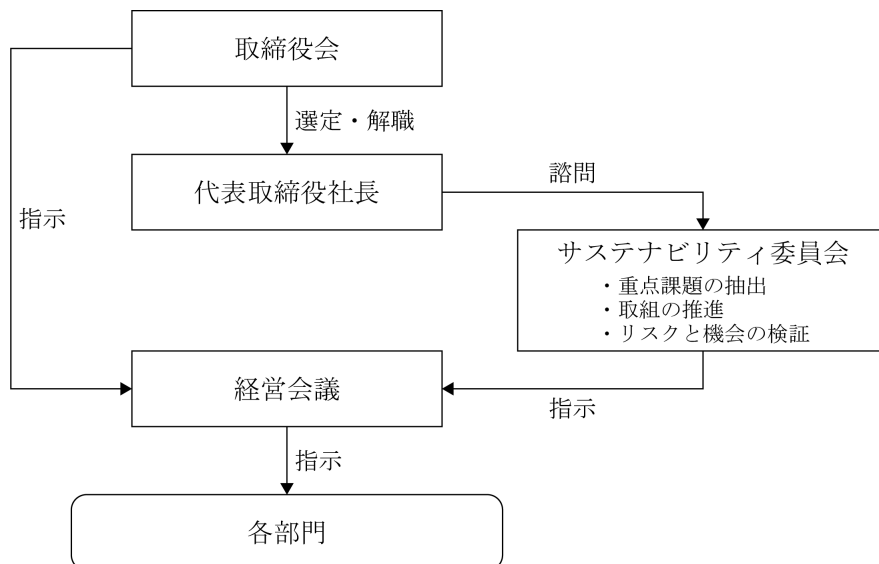 取締役会
選定・解職
代表取締役社長
諮問
指示
サステナビリティ委員会
・重点課題の抽出
・取組の推進
・リスクと機会の検証
経営会議
指示
指示
各部門